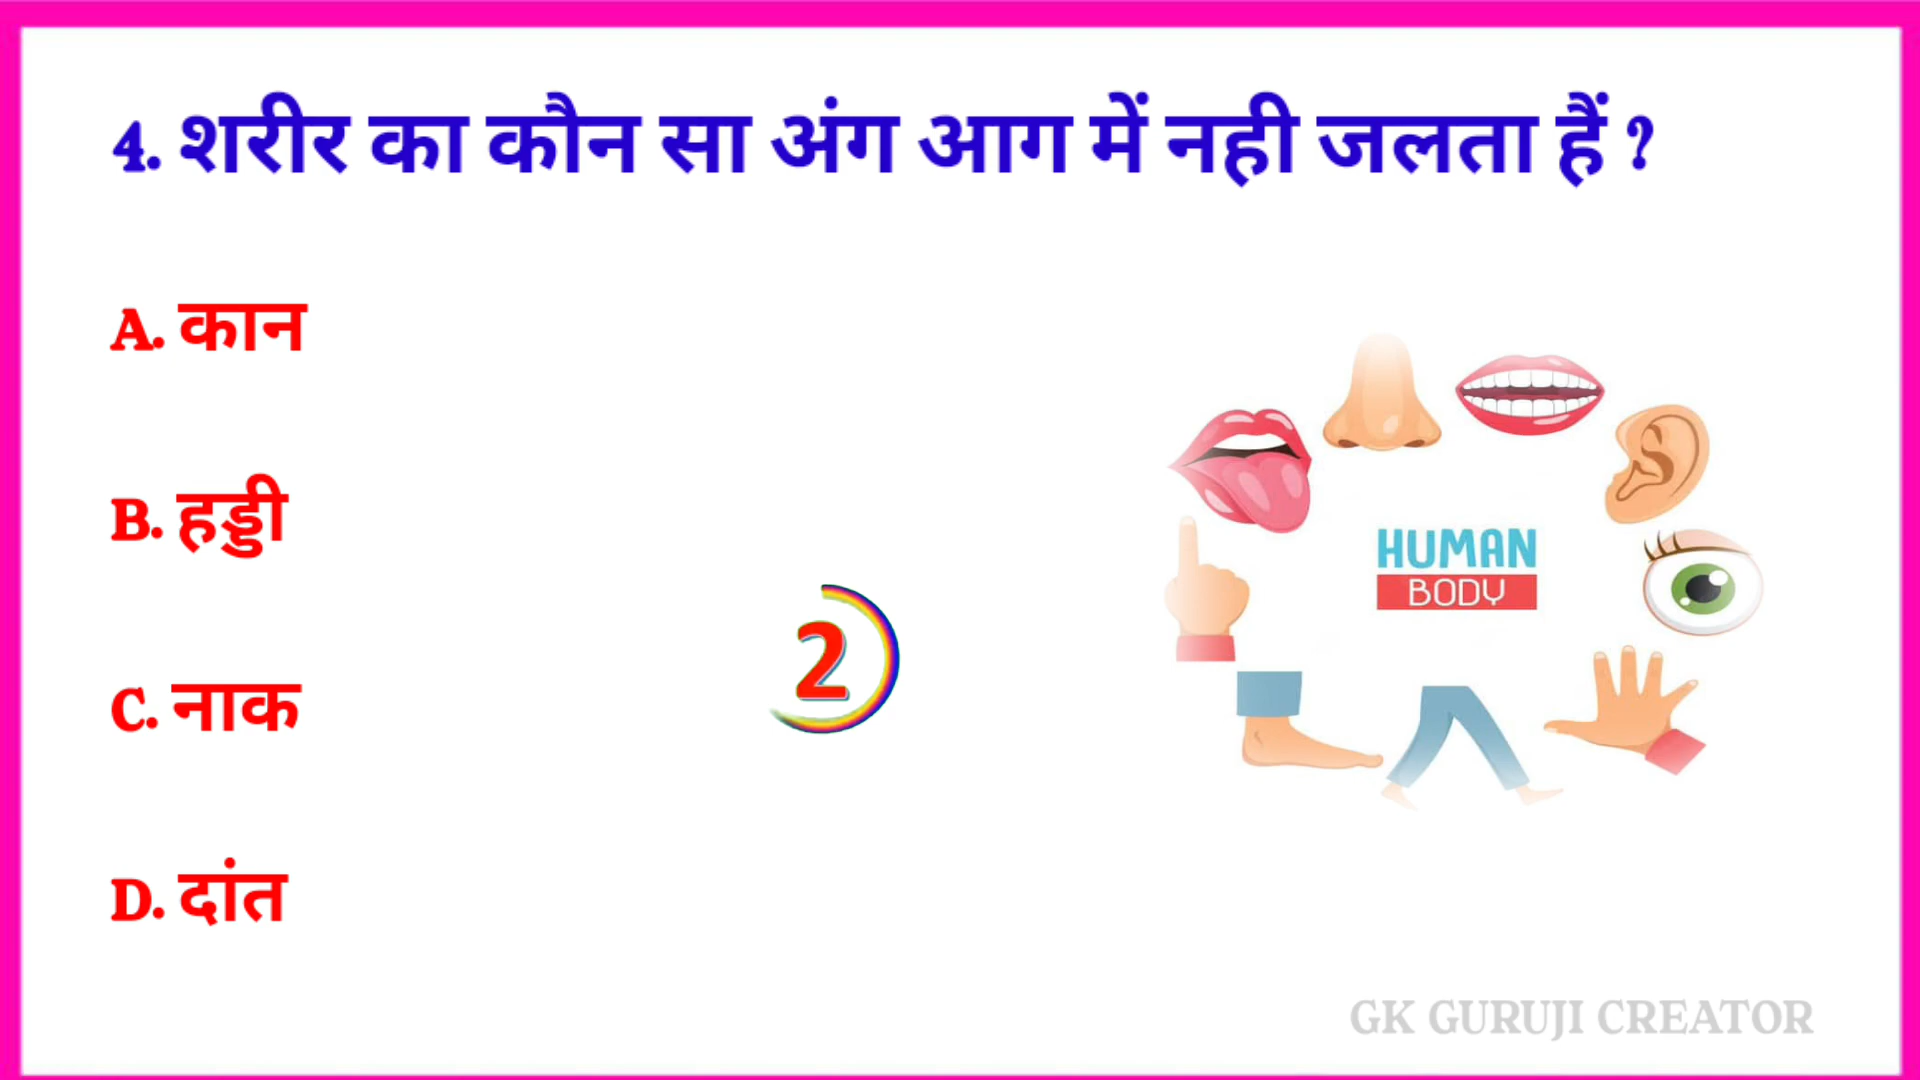 4. शरीर का कौन सा अंग आग में नही जलता हैं ?
A. कान
B. हड्डी
C. नाक
D. दांत
2
HUMAN
BODY
GK GURUJI CREATOR